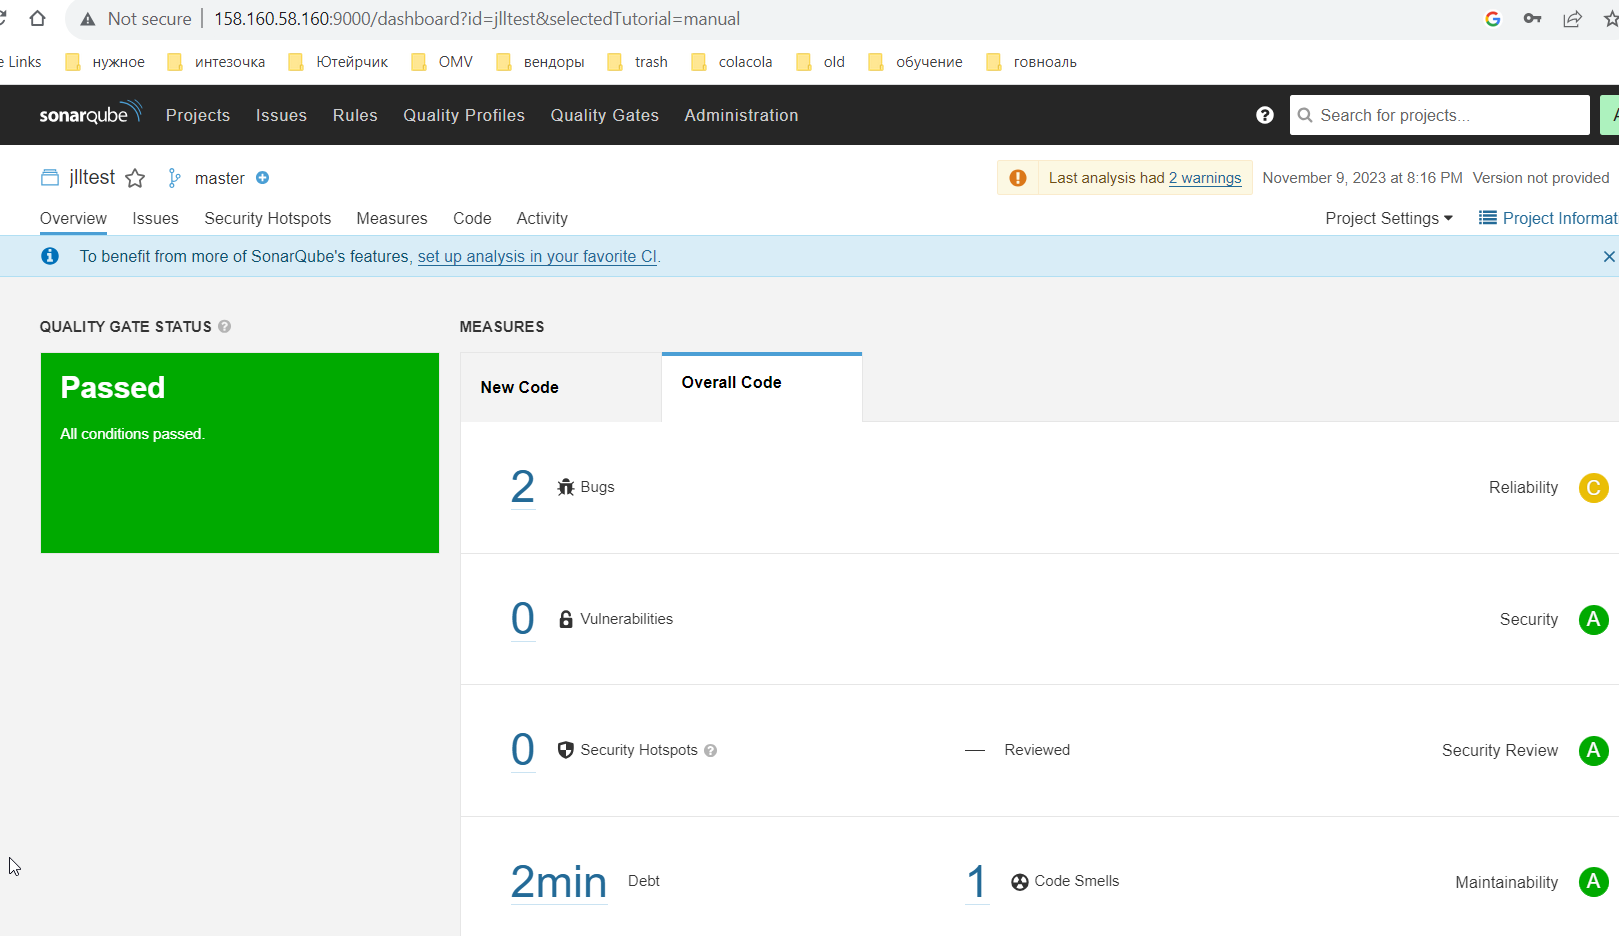 Not secure 158.160.58.160:9000/dashboard?id=jlltest&selectedTutorial=manual
Links нужное интезочка Ютейрчик OMV вендоры trash colacola old обучение говноаль
sonarqube Projects Issues Rules Quality Profiles Quality Gates Administration ? Search for projects...
jlltest master Last analysis had 2 warnings November 9, 2023 at 8:16 PM Version not provided
Overview Issues Security Hotspots Measures Code Activity Project Settings Project Informat
To benefit from more of SonarQube's features, set up analysis in your favorite CI.
QUALITY GATE STATUS ? MEASURES
Passed
All conditions passed.
New Code Overall Code
2 Bugs Reliability C
0 Vulnerabilities Security A
0 Security Hotspots ? — Reviewed Security Review A
2min Debt 1 Code Smells Maintainability A